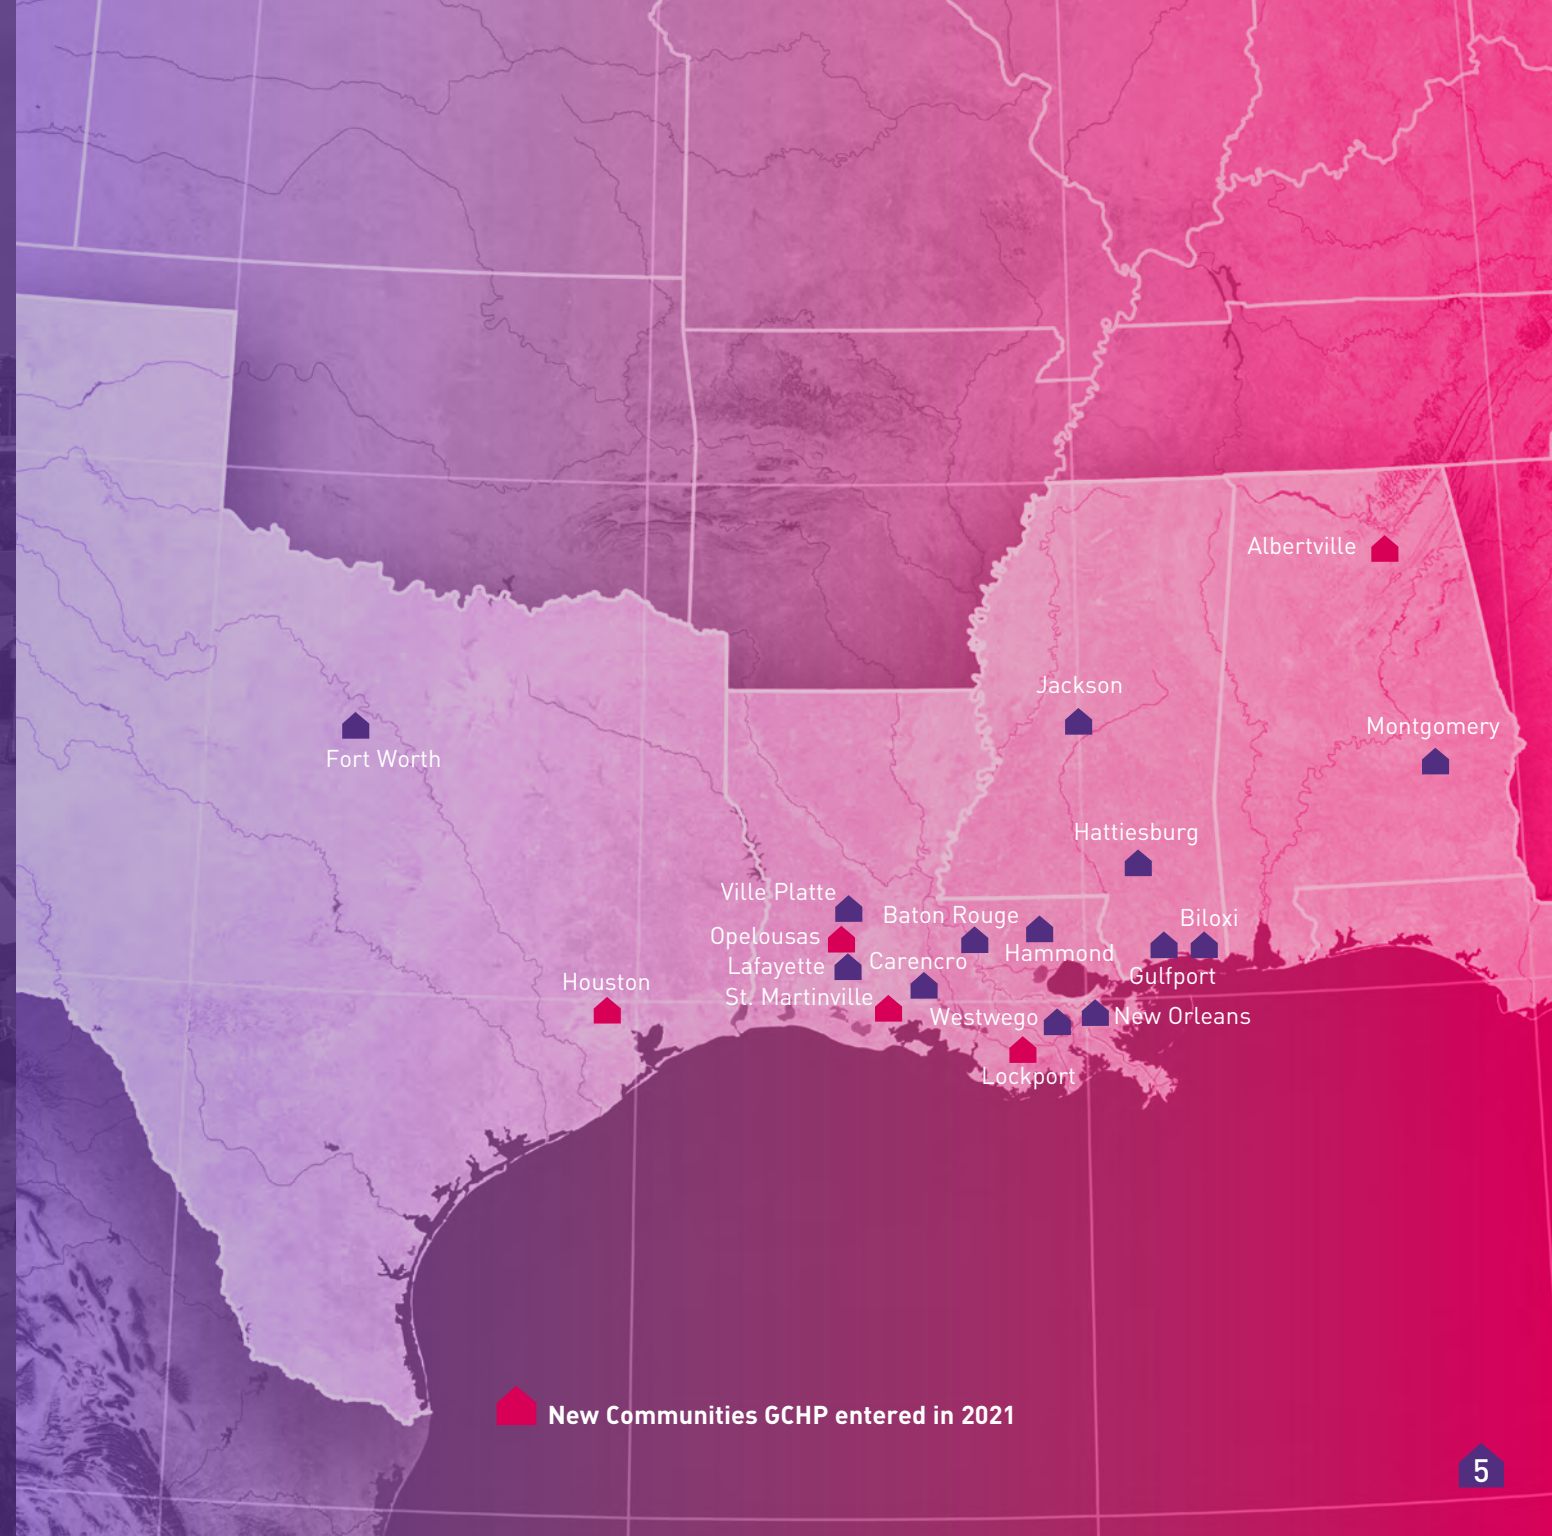 Albertville
Jackson
Montgomery
Fort Worth
Hattiesburg
Ville Platte
Baton Rouge
Biloxi
Opelousas
Hammond
Lafayette
Carencro
Gulfport
Houston
St. Martinville
Westwego
New Orleans
Lockport
New Communities GCHP entered in 2021
5